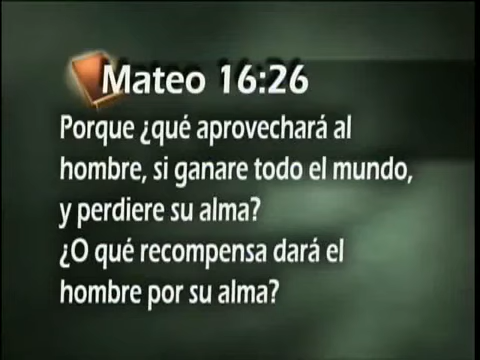 Mateo 16:26
Porque ¿qué aprovechará al
hombre, si ganare todo el mundo,
y perdiere su alma?
¿O qué recompensa dará el
hombre por su alma?